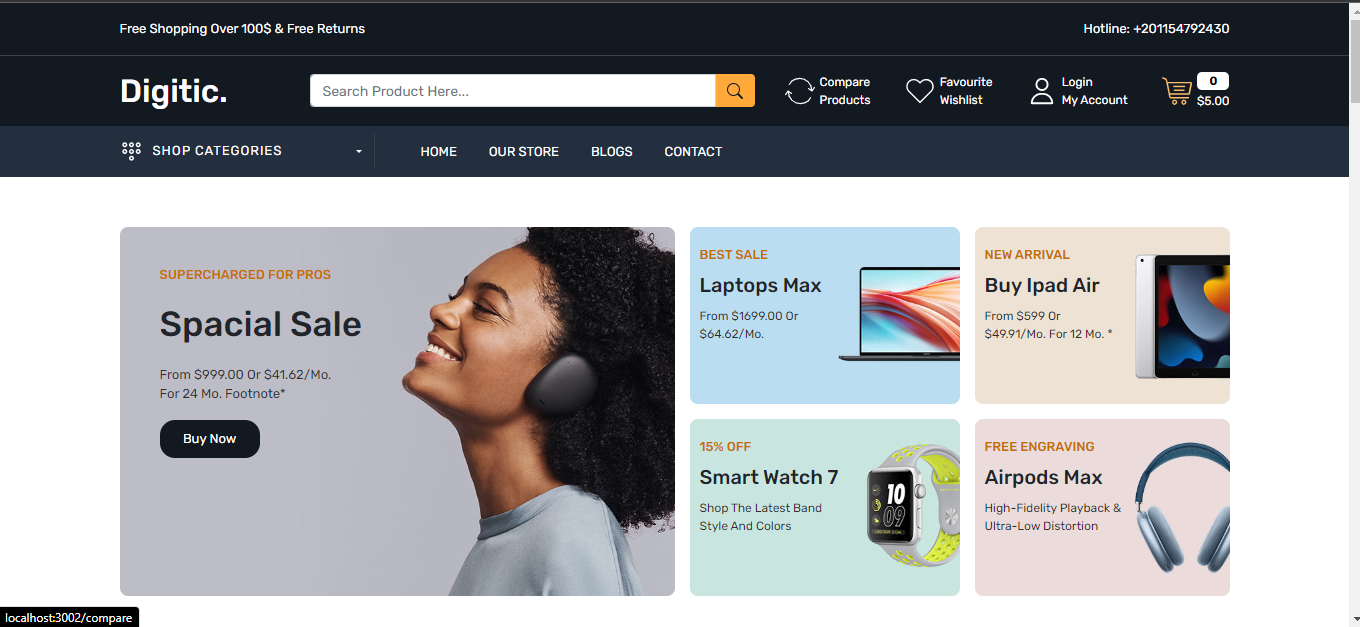 Free Shopping Over 100$ & Free Returns
Hotline: +201154792430
Digitic.
Search Product Here...
Compare
Products
Favourite
Wishlist
Login
My Account
0
$5.00
SHOP CATEGORIES
HOME
OUR STORE
BLOGS
CONTACT
SUPERCHARGED FOR PROS
Spacial Sale
From $999.00 Or $41.62/Mo.
For 24 Mo. Footnote*
Buy Now
BEST SALE
Laptops Max
From $1699.00 Or
$64.62/Mo.
NEW ARRIVAL
Buy Ipad Air
From $599 Or
$49.91/Mo. For 12 Mo. *
15% OFF
Smart Watch 7
Shop The Latest Band
Style And Colors
10
09
FREE ENGRAVING
Airpods Max
High-Fidelity Playback &
Ultra-Low Distortion
localhost:3002/compare